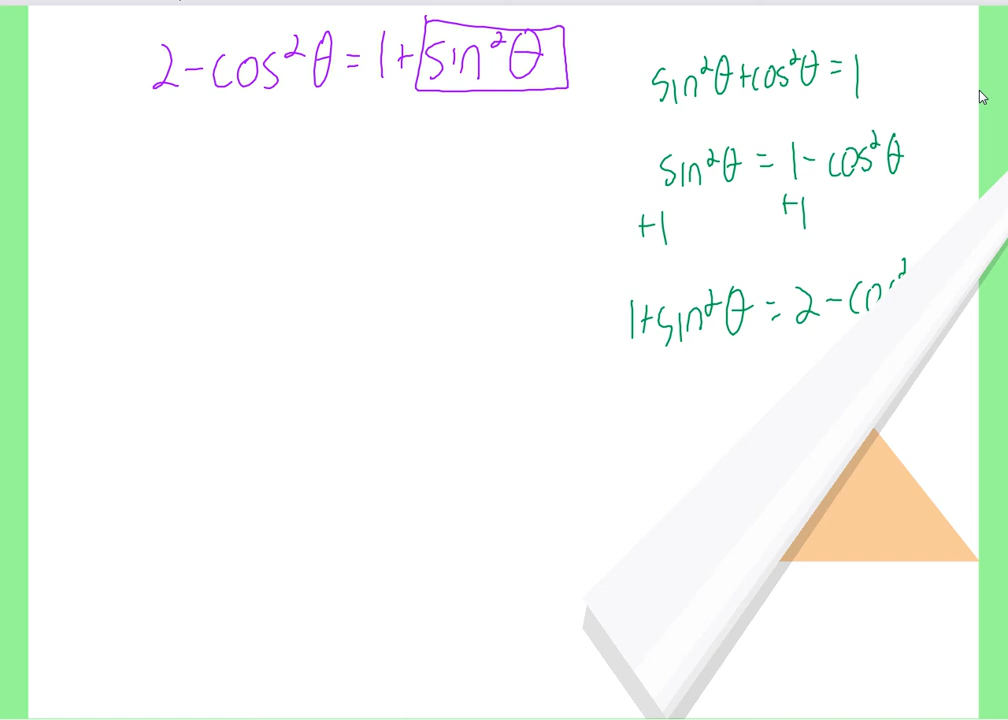 2-cos²θ = 1+sin²θ
sin²θ+cos²θ = 1
sin²θ = 1-cos²θ
+1 +1
1+sin²θ = 2-